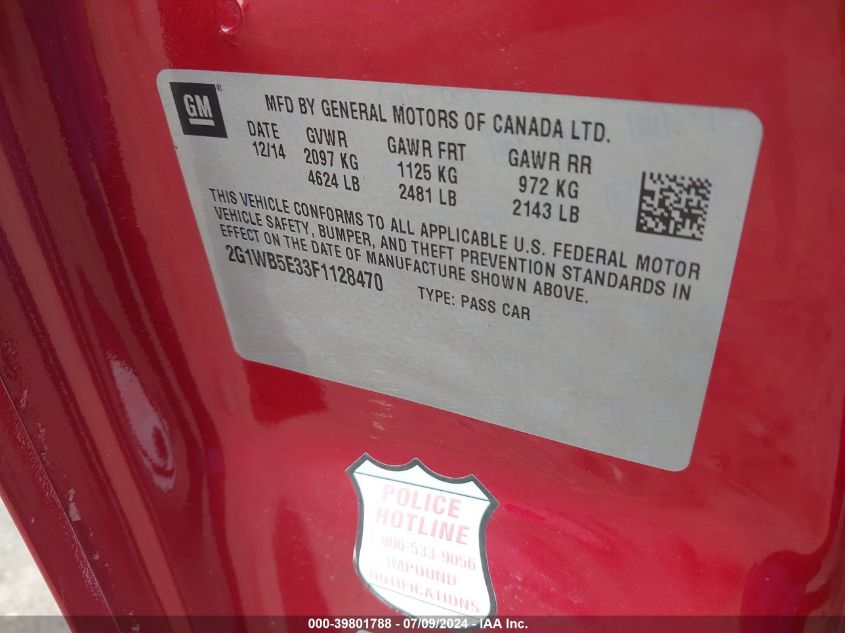 GM
MFD BY GENERAL MOTORS OF CANADA LTD.
DATE GVWR GAWR FRT GAWR RR
12/14 2097 KG 1125 KG 972 KG
4624 LB 2481 LB 2143 LB
THIS VEHICLE CONFORMS TO ALL APPLICABLE U.S. FEDERAL MOTOR
VEHICLE SAFETY, BUMPER, AND THEFT PREVENTION STANDARDS IN
EFFECT ON THE DATE OF MANUFACTURE SHOWN ABOVE.
2G1WB5E33F1128470 TYPE: PASS CAR
POLICE
HOTLINE
1-800-533-9056
IMPOUND
NOTIFICATIONS
000-39801788 - 07/09/2024 - IAA Inc.